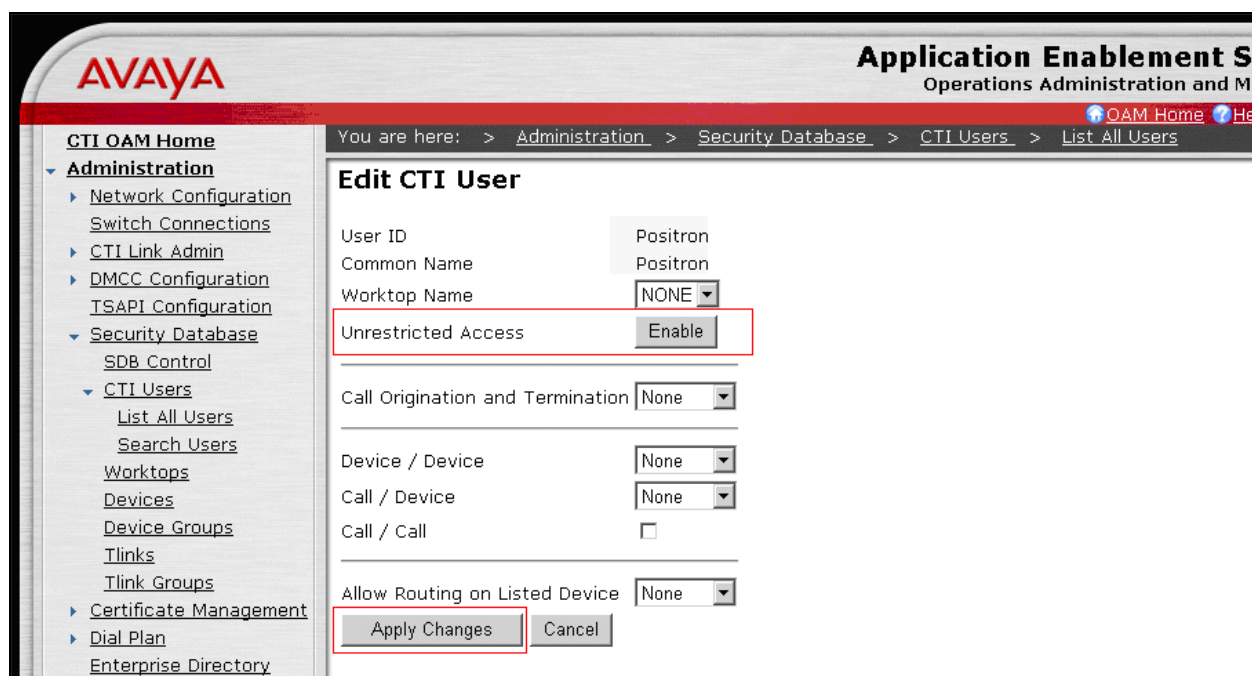 AVAYA
Application Enablement S
Operations Administration and M
OAM Home He
CTI OAM Home
Administration
Network Configuration
Switch Connections
CTI Link Admin
DMCC Configuration
TSAPI Configuration
Security Database
SDB Control
CTI Users
List All Users
Search Users
Worktops
Devices
Device Groups
Tlinks
Tlink Groups
Certificate Management
Dial Plan
Enterprise Directory
You are here: > Administration > Security Database > CTI Users > List All Users
Edit CTI User
User ID Positron
Common Name Positron
Worktop Name NONE
Unrestricted Access Enable
Call Origination and Termination None
Device / Device None
Call / Device None
Call / Call
Allow Routing on Listed Device None
Apply Changes Cancel